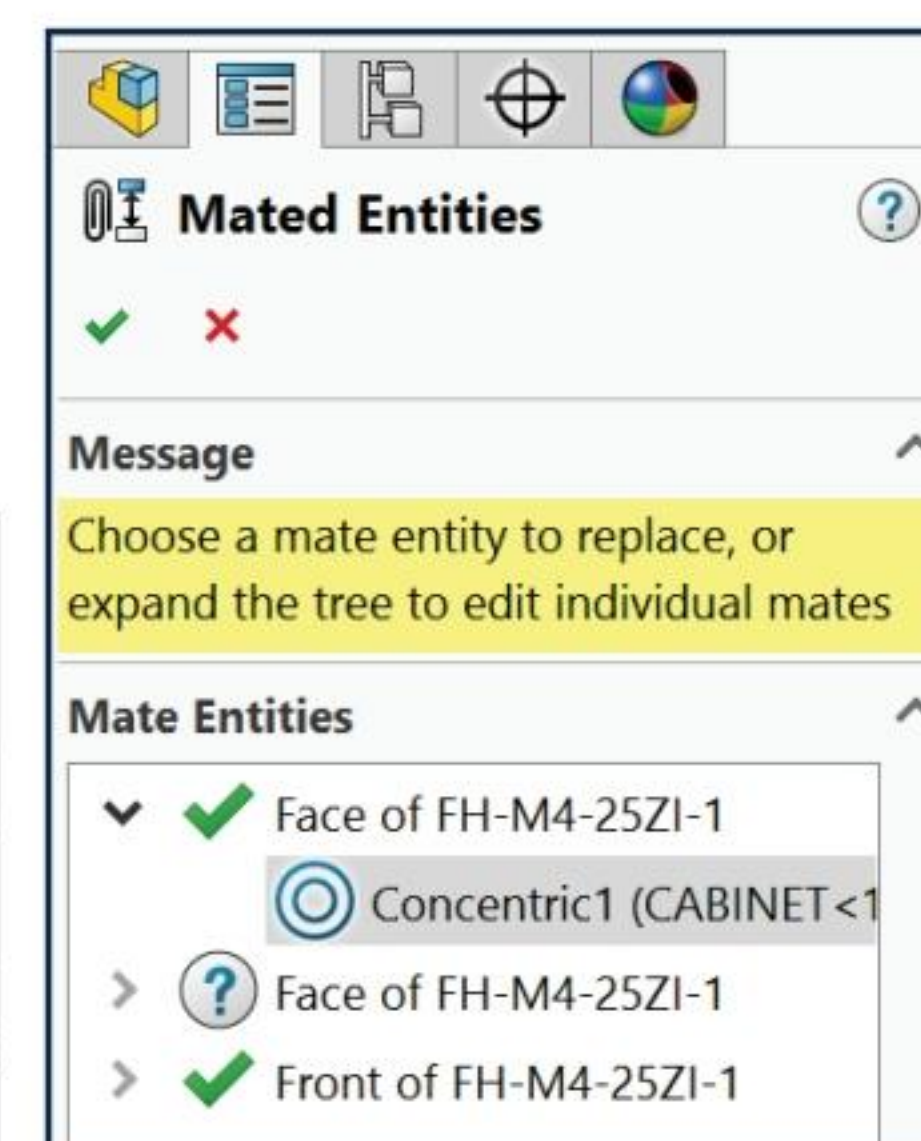 Mated Entities
?
Message
Choose a mate entity to replace, or
expand the tree to edit individual mates
Mate Entities
Face of FH-M4-25ZI-1
Concentric1 (CABINET<1
? Face of FH-M4-25ZI-1
Front of FH-M4-25ZI-1